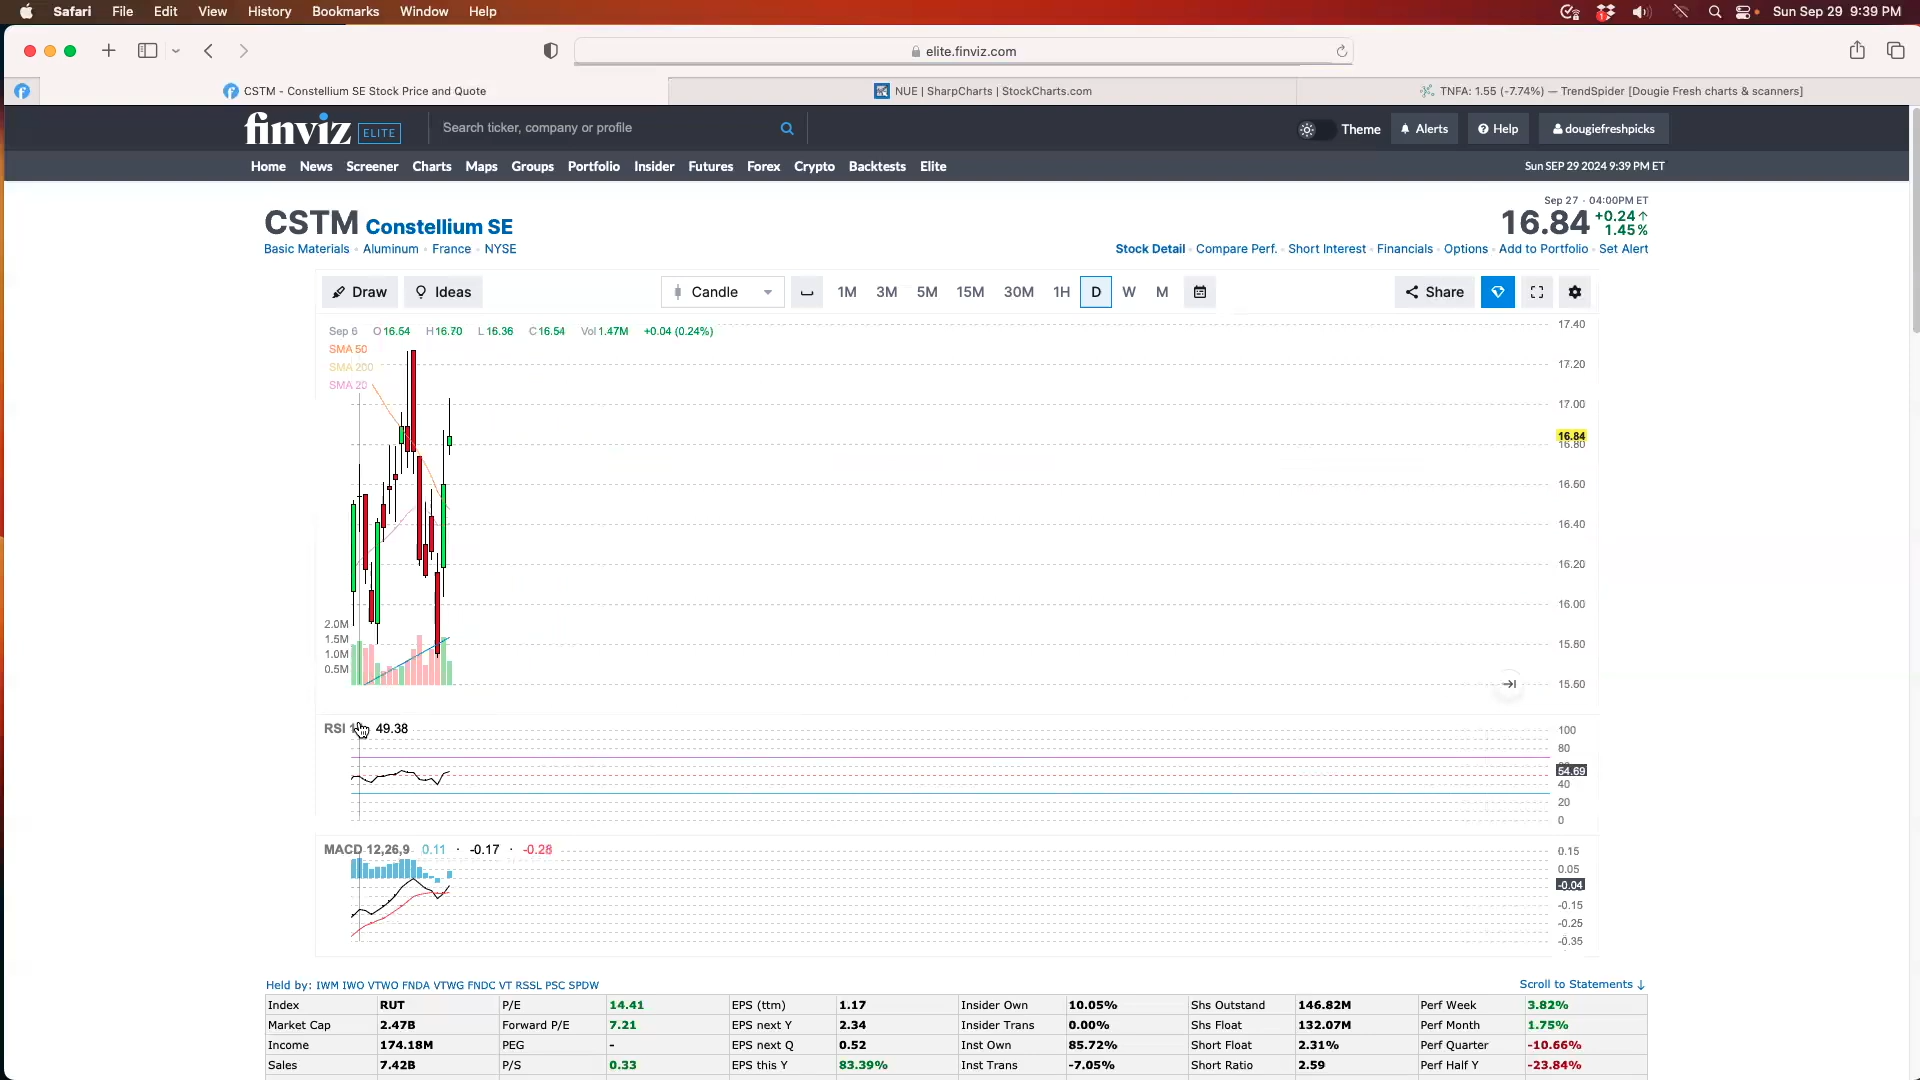 Safari File Edit View History Bookmarks Window Help Sun Sep 29 9:39 PM
elite.finviz.com
CSTM - Constellium SE Stock Price and Quote NUE | SharpCharts | StockCharts.com TNFA: 1.55 (-7.74%) — TrendSpider [Dougie Fresh charts & scanners]
finviz ELITE Search ticker, company or profile Theme Alerts Help dougiefreshpicks
Home News Screener Charts Maps Groups Portfolio Insider Futures Forex Crypto Backtests Elite Sun SEP 29 2024 9:39 PM ET
Sep 27 · 04:00PM ET
CSTM Constellium SE 16.84 +0.24
1.45%
Basic Materials • Aluminum • France • NYSE Stock Detail • Compare Perf. • Short Interest • Financials • Options • Add to Portfolio • Set Alert
Draw Ideas Candle 1M 3M 5M 15M 30M 1H D W M Share
Sep 6 O 16.54 H 16.70 L 16.36 C 16.54 Vol 1.47M +0.04 (0.24%)
SMA 50
SMA 200
SMA 20
17.40
17.20
17.00
16.84
16.80
16.60
16.40
16.20
16.00
15.80
15.60
2.0M
1.5M
1.0M
0.5M
RSI 49.38
100
80
54.69
40
20
0
MACD 12,26,9 0.11 · -0.17 · -0.28
0.15
0.05
-0.04
-0.15
-0.25
-0.35
Held by: IWM IWO VTWO FNDA VTWG FNDC VT RSSL PSC SPDW Scroll to Statements ↓
Index RUT P/E 14.41 EPS (ttm) 1.17 Insider Own 10.05% Shs Outstand 146.82M Perf Week 3.82%
Market Cap 2.47B Forward P/E 7.21 EPS next Y 2.34 Insider Trans 0.00% Shs Float 132.07M Perf Month 1.75%
Income 174.18M PEG - EPS next Q 0.52 Inst Own 85.72% Short Float 2.31% Perf Quarter -10.66%
Sales 7.42B P/S 0.33 EPS this Y 83.39% Inst Trans -7.05% Short Ratio 2.59 Perf Half Y -23.84%